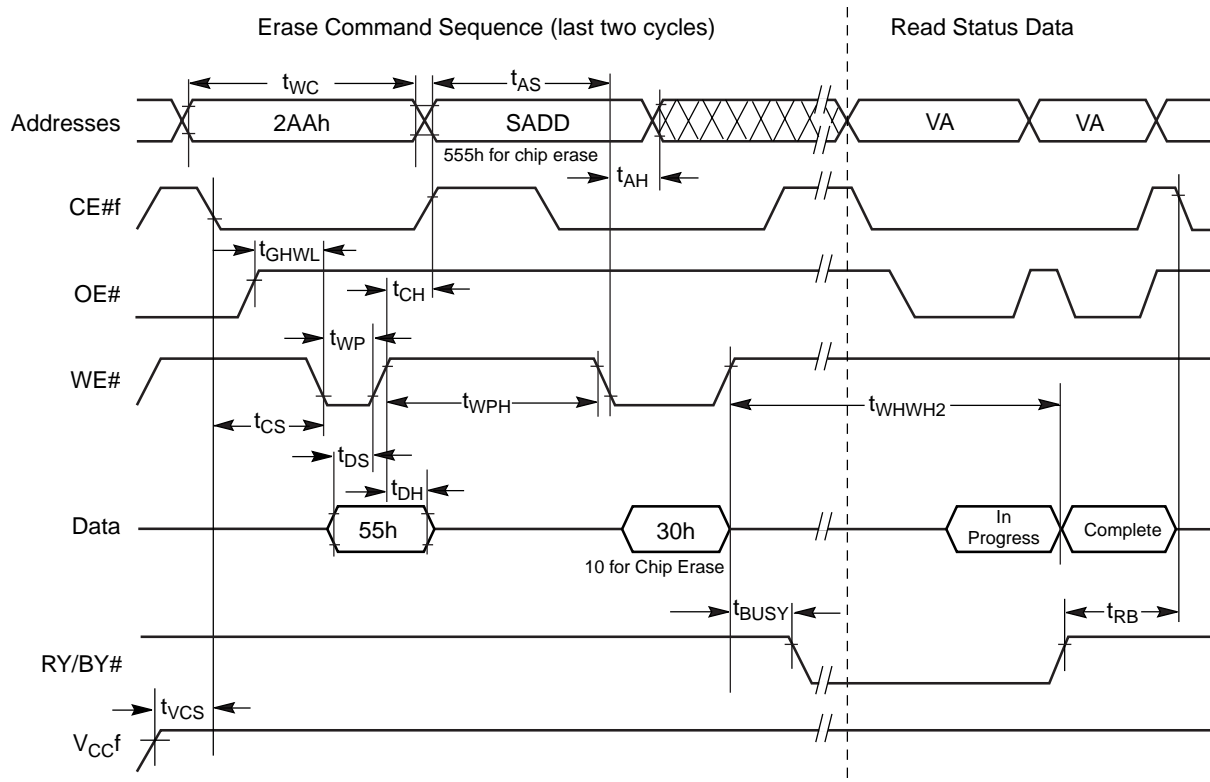 Erase Command Sequence (last two cycles)
Read Status Data
tWC
tAS
Addresses
2AAh
SADD
VA
VA
555h for chip erase
tAH
CE#f
tGHWL
OE#
tCH
tWP
WE#
tWPH
tWHWH2
tCS
tDS
tDH
Data
55h
30h
In
Progress
Complete
10 for Chip Erase
tBUSY
tRB
RY/BY#
tVCS
VCCf